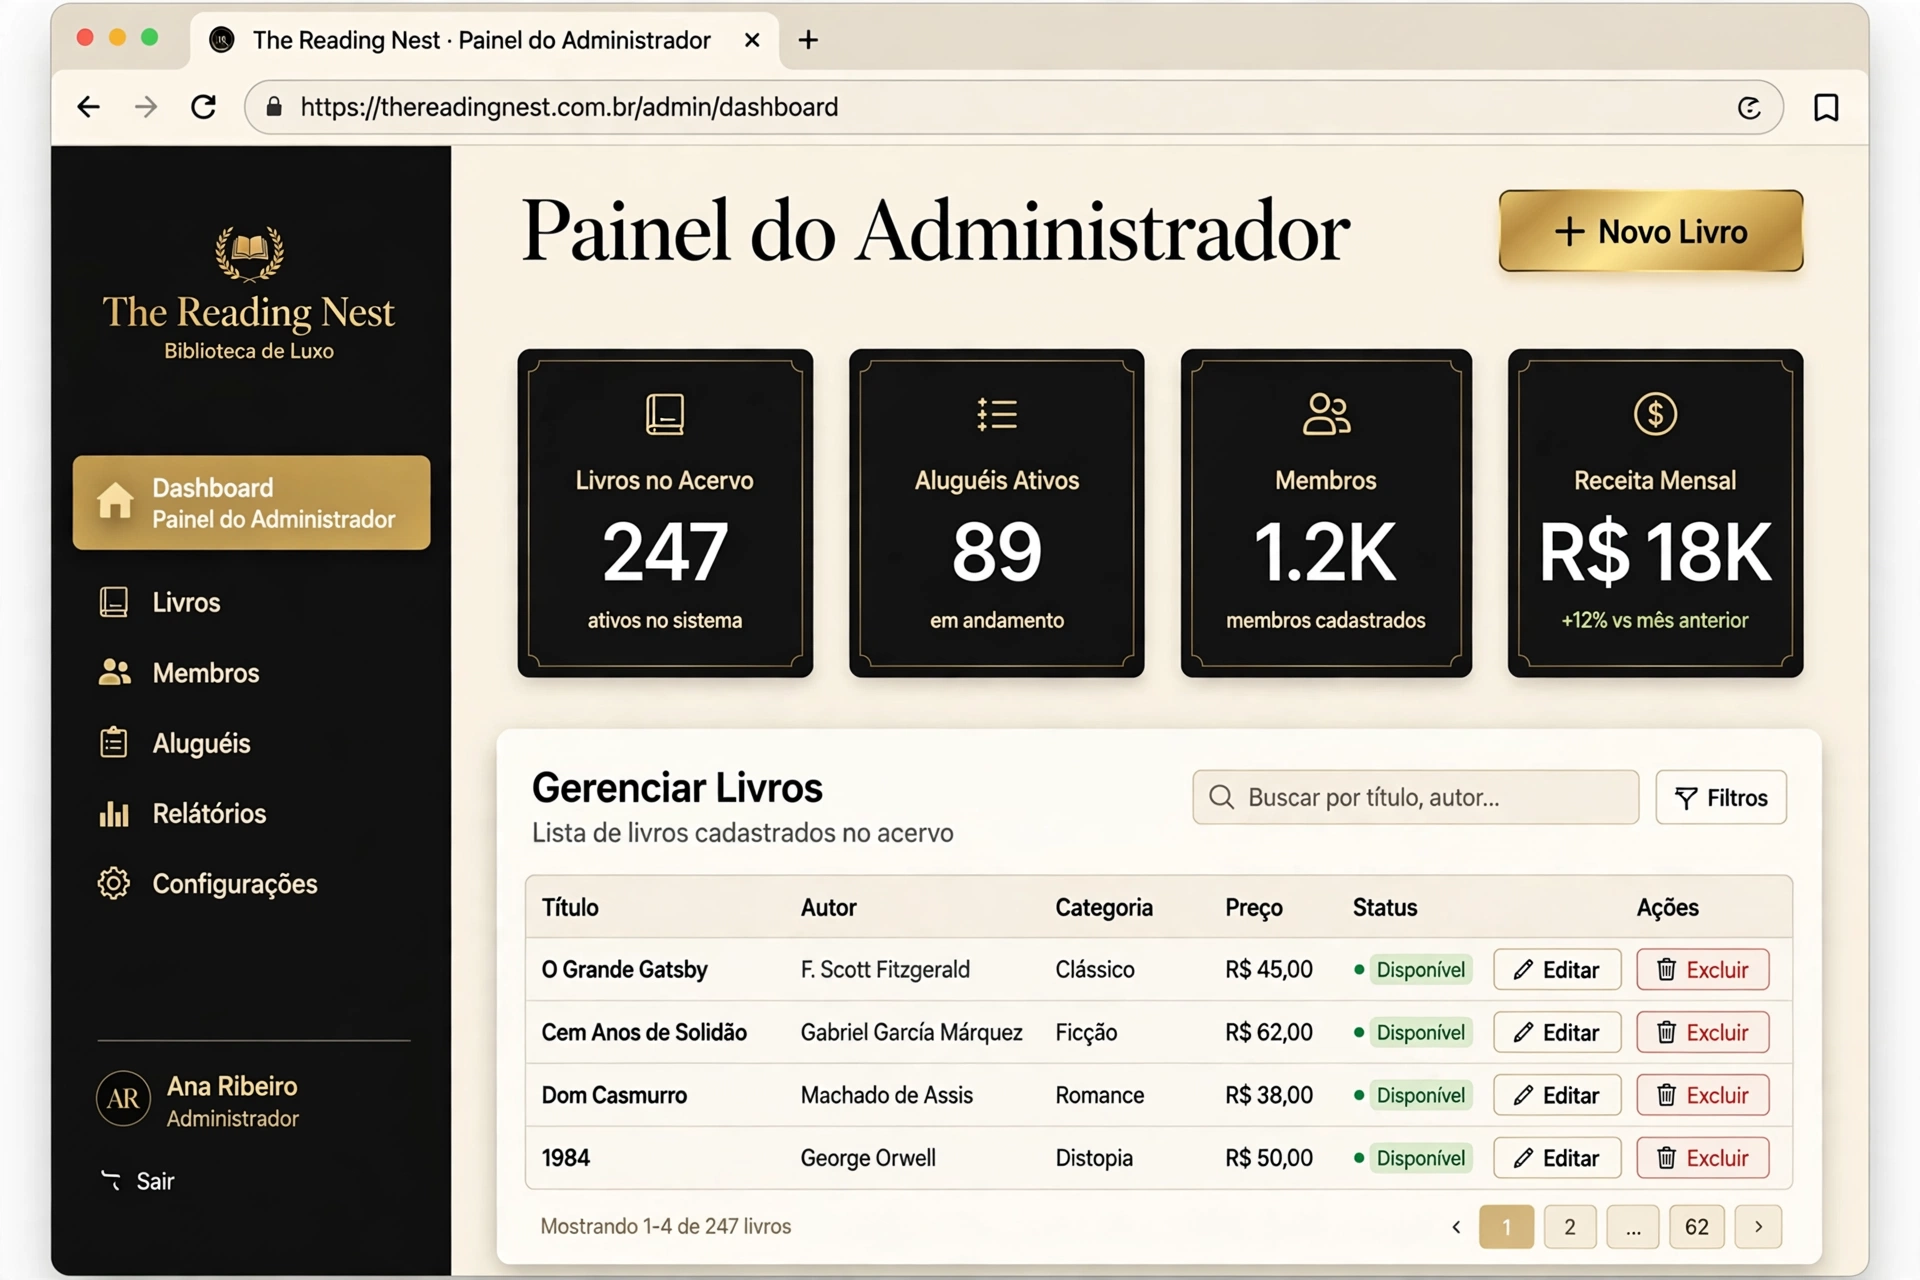 The Reading Nest · Painel do Administrador
https://thereadingnest.com.br/admin/dashboard
The Reading Nest
Biblioteca de Luxo
Dashboard
Painel do Administrador
Livros
Membros
Aluguéis
Relátórios
Configurações
AR
Ana Ribeiro
Administrador
Sair
Painel do Administrador
+ Novo Livro
Livros no Acervo
247
ativos no sistema
Aluguéis Ativos
89
em andamento
Membros
1.2K
membros cadastrados
$
Receita Mensal
R$ 18K
+12% vs mês anterior
Gerenciar Livros
Lista de livros cadastrados no acervo
Buscar por título, autor...
Filtros
Título Autor Categoria Preço Status Ações
O Grande Gatsby F. Scott Fitzgerald Clássico R$ 45,00 Disponível Editar Excluir
Cem Anos de Solidão Gabriel García Márquez Ficção R$ 62,00 Disponível Editar Excluir
Dom Casmurro Machado de Assis Romance R$ 38,00 Disponível Editar Excluir
1984 George Orwell Distopia R$ 50,00 Disponível Editar Excluir
Mostrando 1-4 de 247 livros
‹ 1 2 ... 62 ›